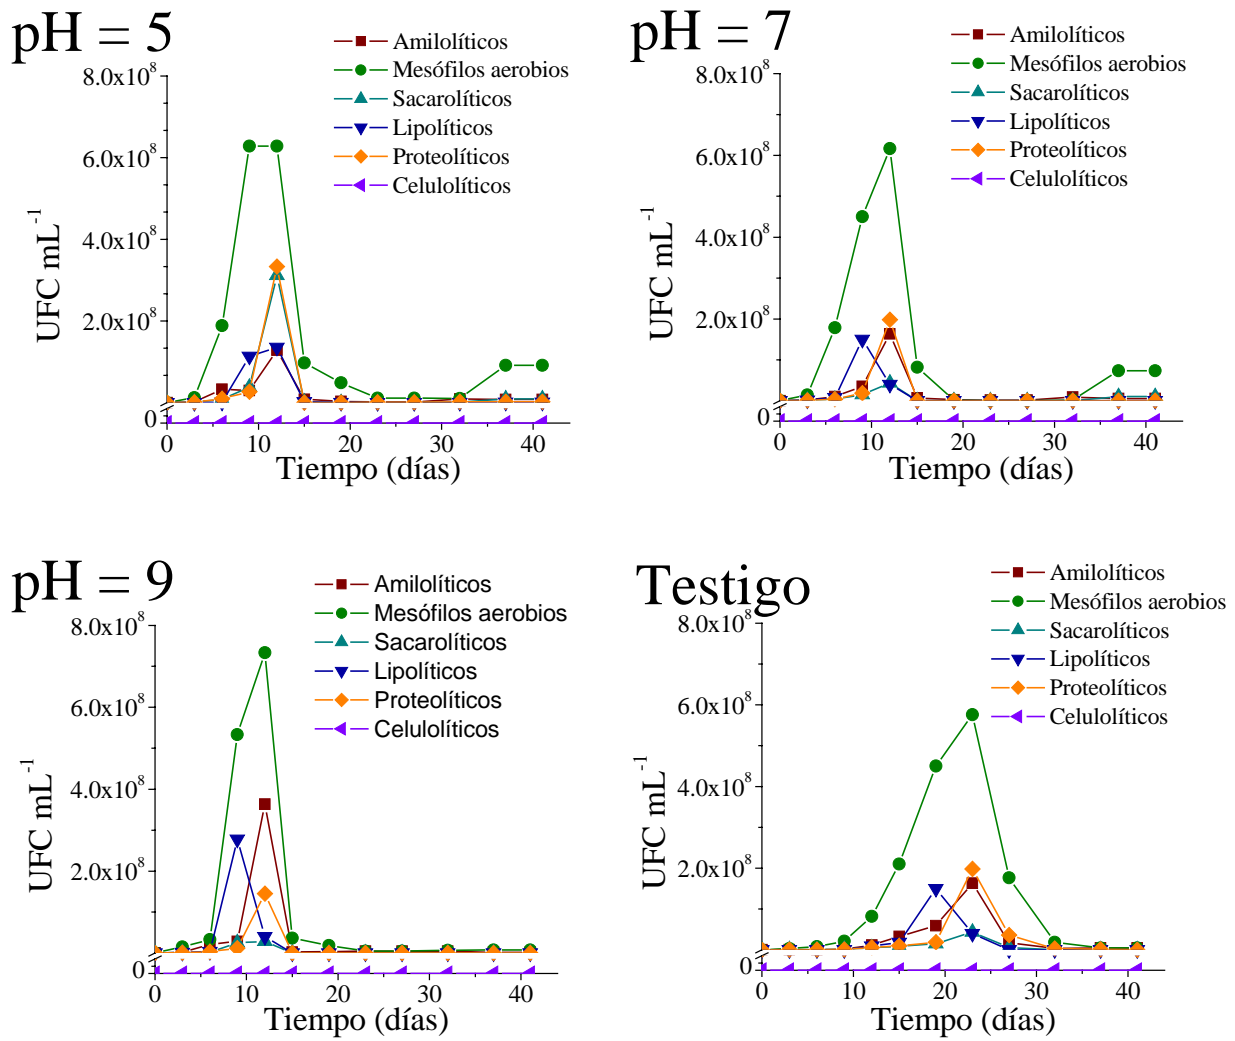 pH = 5
Amilolíticos
Mesófilos aerobios
Sacarolíticos
Lipolíticos
Proteolíticos
Celulolíticos
8.0x10^8
6.0x10^8
4.0x10^8
2.0x10^8
0
UFC mL^-1
0 10 20 30 40
Tiempo (días)
pH = 7
Amilolíticos
Mesófilos aerobios
Sacarolíticos
Lipolíticos
Proteolíticos
Celulolíticos
8.0x10^8
6.0x10^8
4.0x10^8
2.0x10^8
0
UFC mL^-1
0 10 20 30 40
Tiempo (días)
pH = 9
Amilolíticos
Mesófilos aerobios
Sacarolíticos
Lipolíticos
Proteolíticos
Celulolíticos
8.0x10^8
6.0x10^8
4.0x10^8
2.0x10^8
0
UFC mL^-1
0 10 20 30 40
Tiempo (días)
Testigo
Amilolíticos
Mesófilos aerobios
Sacarolíticos
Lipolíticos
Proteolíticos
Celulolíticos
8.0x10^8
6.0x10^8
4.0x10^8
2.0x10^8
0
UFC mL^-1
0 10 20 30 40
Tiempo (días)